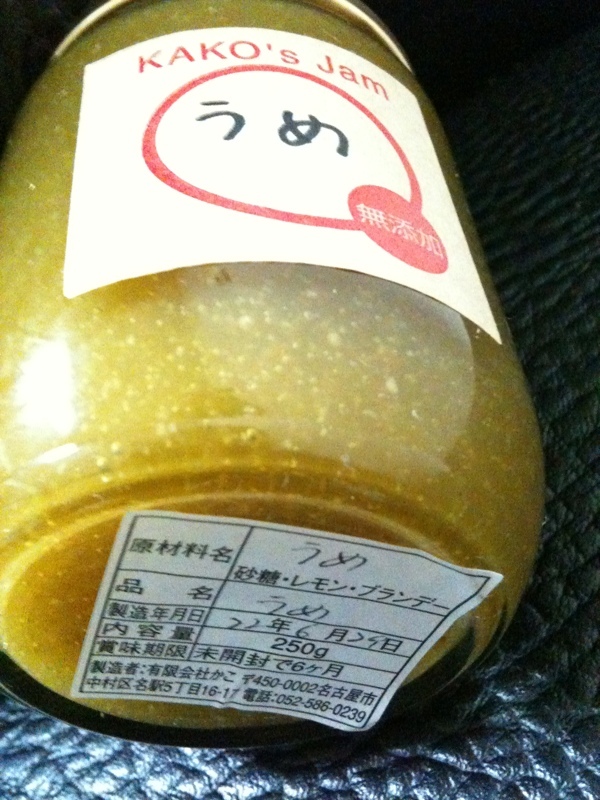 KAKO's Jam
うめ
無添加
原材料名 うめ
砂糖・レモン・ブランデー
品 名 うめ
製造年月日 22年6月29日
内容量 250g
賞味期限 未開封で6ヶ月
製造者:有限会社かこ 〒450-0002名古屋市
中村区名駅5丁目16-17 電話:052-586-0239